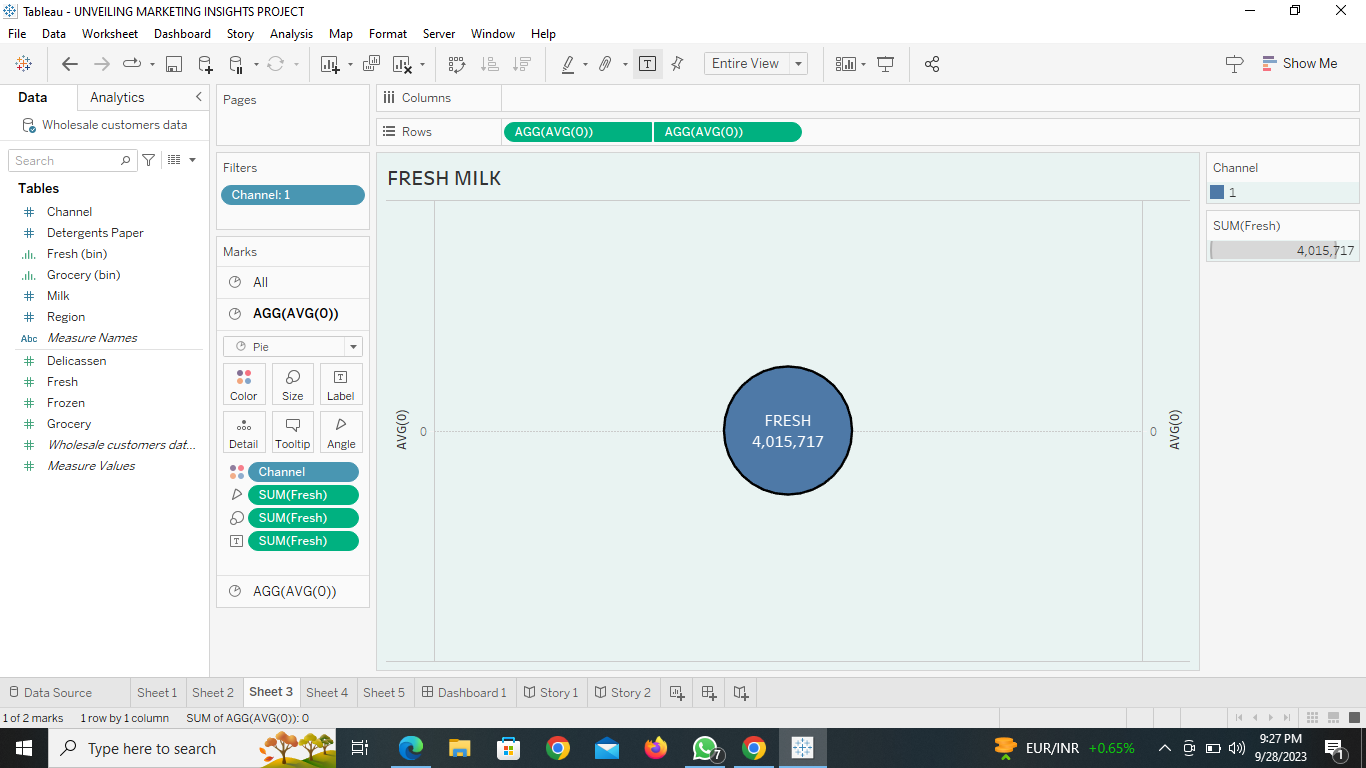 Tableau - UNVEILING MARKETING INSIGHTS PROJECT
File Data Worksheet Dashboard Story Analysis Map Format Server Window Help
Entire View
Show Me
Data Analytics
Wholesale customers data
Search
Tables
Channel
Detergents Paper
Fresh (bin)
Grocery (bin)
Milk
Region
Abc Measure Names
Delicassen
Fresh
Frozen
Grocery
Wholesale customers dat...
Measure Values
Pages
Filters
Channel: 1
Marks
All
AGG(AVG(0))
Pie
Color Size Label
Detail Tooltip Angle
Channel
SUM(Fresh)
SUM(Fresh)
SUM(Fresh)
AGG(AVG(0))
Columns
Rows AGG(AVG(0)) AGG(AVG(0))
FRESH MILK
AVG(0)
0
FRESH
4,015,717
0
AVG(0)
Channel
1
SUM(Fresh)
4,015,717
Data Source Sheet 1 Sheet 2 Sheet 3 Sheet 4 Sheet 5 Dashboard 1 Story 1 Story 2
1 of 2 marks 1 row by 1 column SUM of AGG(AVG(0)): 0
Type here to search
7
EUR/INR +0.65%
9:27 PM
9/28/2023
1